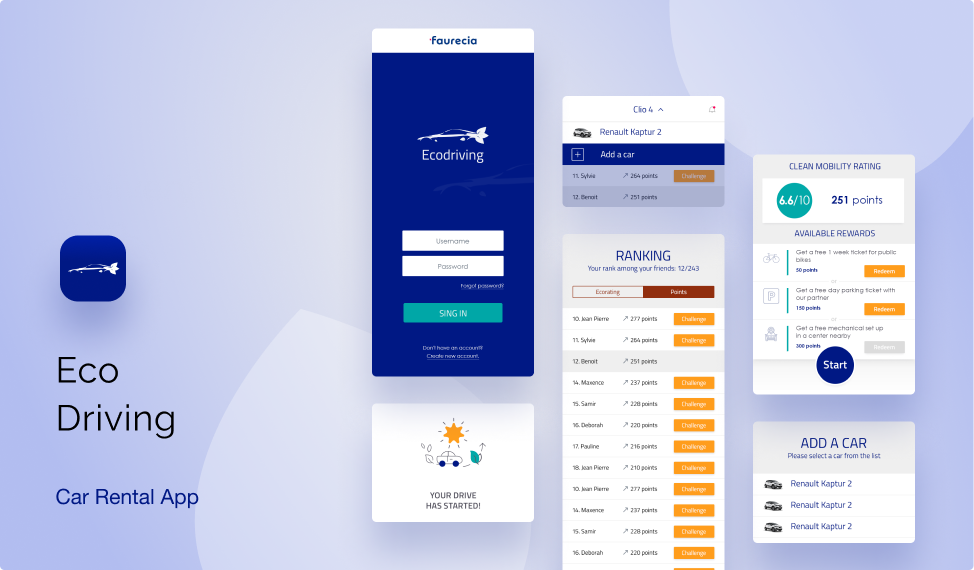 Eco
Driving
Car Rental App
faurecia
Ecodriving
Username
Password
Forgot password?
SING IN
Don't have an account?
Create new account.
YOUR DRIVE
HAS STARTED!
Clio 4
Renault Kaptur 2
Add a car
11. Sylvie 264 points Challenge
12. Benoit 251 points
RANKING
Your rank among your friends: 12/243
Ecorating Points
10. Jean Pierre 277 points Challenge
11. Sylvie 264 points Challenge
12. Benoit 251 points
14. Maxence 237 points Challenge
15. Samir 228 points Challenge
16. Deborah 220 points Challenge
17. Pauline 216 points Challenge
18. Jean Pierre 210 points Challenge
10. Jean Pierre 277 points Challenge
14. Maxence 237 points Challenge
15. Samir 228 points Challenge
16. Deborah 220 points Challenge
CLEAN MOBILITY RATING
6.6/10 251 points
AVAILABLE REWARDS
Get a free 1 week ticket for public
bikes
50 points Redeem
or
Get a free day parking ticket with
our partner
P
150 points Redeem
or
Get a free mechanical set up
in a center nearby
300 points Redeem
Start
ADD A CAR
Please select a car from the list
Renault Kaptur 2
Renault Kaptur 2
Renault Kaptur 2